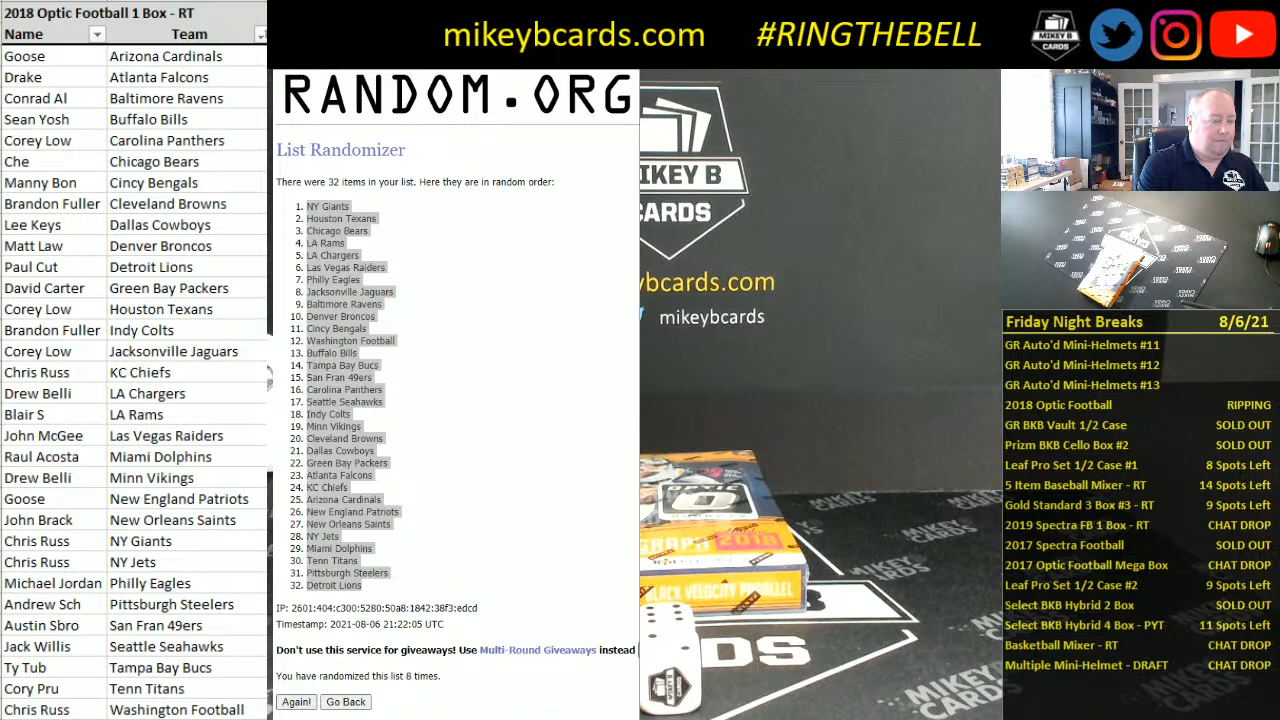 2018 Optic Football 1 Box - RT
Name Team
Goose Arizona Cardinals
Drake Atlanta Falcons
Conrad Al Baltimore Ravens
Sean Yosh Buffalo Bills
Corey Low Carolina Panthers
Che Chicago Bears
Manny Bon Cincy Bengals
Brandon Fuller Cleveland Browns
Lee Keys Dallas Cowboys
Matt Law Denver Broncos
Paul Cut Detroit Lions
David Carter Green Bay Packers
Corey Low Houston Texans
Brandon Fuller Indy Colts
Corey Low Jacksonville Jaguars
Chris Russ KC Chiefs
Drew Belli LA Chargers
Blair S LA Rams
John McGee Las Vegas Raiders
Raul Acosta Miami Dolphins
Drew Belli Minn Vikings
Goose New England Patriots
John Brack New Orleans Saints
Chris Russ NY Giants
Chris Russ NY Jets
Michael Jordan Philly Eagles
Andrew Sch Pittsburgh Steelers
Austin Sbro San Fran 49ers
Jack Willis Seattle Seahawks
Ty Tub Tampa Bay Bucs
Cory Pru Tenn Titans
Chris Russ Washington Football
mikeybcards.com #RINGTHEBELL
MIKEY B
CARDS
RANDOM.ORG
List Randomizer
There were 32 items in your list. Here they are in random order:
1. NY Giants
2. Houston Texans
3. Chicago Bears
4. LA Rams
5. LA Chargers
6. Las Vegas Raiders
7. Philly Eagles
8. Jacksonville Jaguars
9. Baltimore Ravens
10. Denver Broncos
11. Cincy Bengals
12. Washington Football
13. Buffalo Bills
14. Tampa Bay Bucs
15. San Fran 49ers
16. Carolina Panthers
17. Seattle Seahawks
18. Indy Colts
19. Minn Vikings
20. Cleveland Browns
21. Dallas Cowboys
22. Green Bay Packers
23. Atlanta Falcons
24. KC Chiefs
25. Arizona Cardinals
26. New England Patriots
27. New Orleans Saints
28. NY Jets
29. Miami Dolphins
30. Tenn Titans
31. Pittsburgh Steelers
32. Detroit Lions
IP: 2601:404:c300:5280:50a8:1842:38f3:edcd
Timestamp: 2021-08-06 21:22:05 UTC
Don't use this service for giveaways! Use Multi-Round Giveaways instead
You have randomized this list 8 times.
Again! Go Back
KEY B
CARDS
ybcards.com
mikeybcards
OPTIC
GRAPH 2018
BLACK VELOCITY PARALLEL
RDS
MIKEY B
CARDS
Friday Night Breaks 8/6/21
GR Auto'd Mini-Helmets #11
GR Auto'd Mini-Helmets #12
GR Auto'd Mini-Helmets #13
2018 Optic Football RIPPING
GR BKB Vault 1/2 Case SOLD OUT
Prizm BKB Cello Box #2 SOLD OUT
Leaf Pro Set 1/2 Case #1 8 Spots Left
5 Item Baseball Mixer - RT 14 Spots Left
Gold Standard 3 Box #3 - RT 9 Spots Left
2019 Spectra FB 1 Box - RT CHAT DROP
2017 Spectra Football SOLD OUT
2017 Optic Football Mega Box CHAT DROP
Leaf Pro Set 1/2 Case #2 9 Spots Left
Select BKB Hybrid 2 Box SOLD OUT
Select BKB Hybrid 4 Box - PYT 11 Spots Left
Basketball Mixer - RT CHAT DROP
Multiple Mini-Helmet - DRAFT CHAT DROP